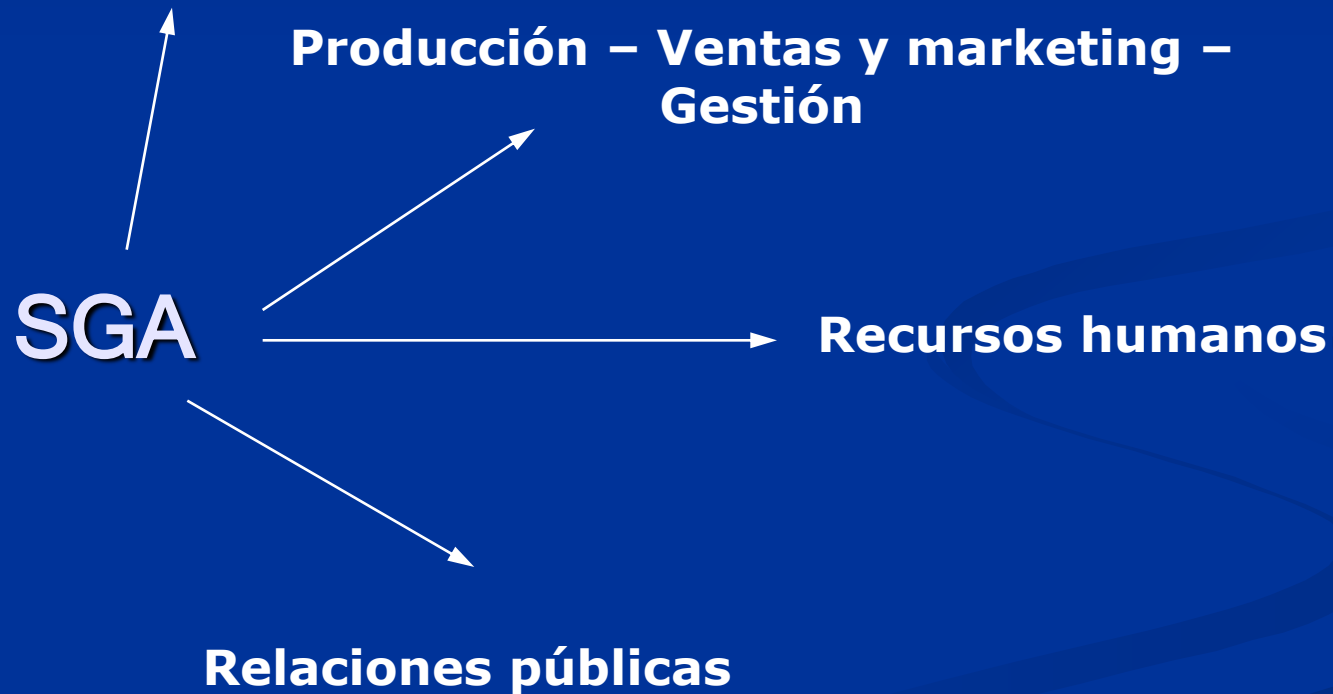 Producción – Ventas y marketing –
Gestión
SGA
Recursos humanos
Relaciones públicas